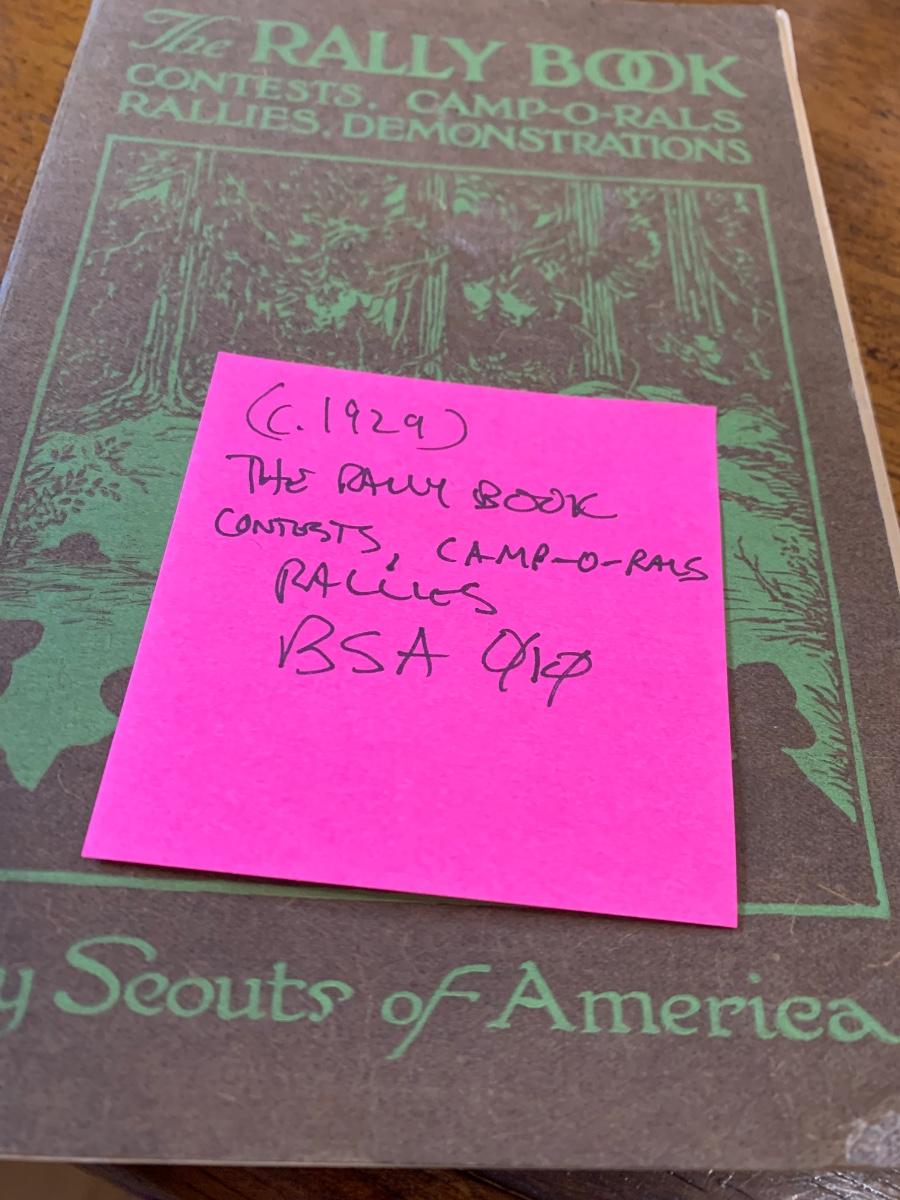 The RALLY BOOK
CONTESTS, CAMP-O-RALS
RALLIES, DEMONSTRATIONS
(c. 1929)
THE RALLY BOOK
CONTESTS, CAMP-O-RALS
RALLIES
BSA
y Scouts of America